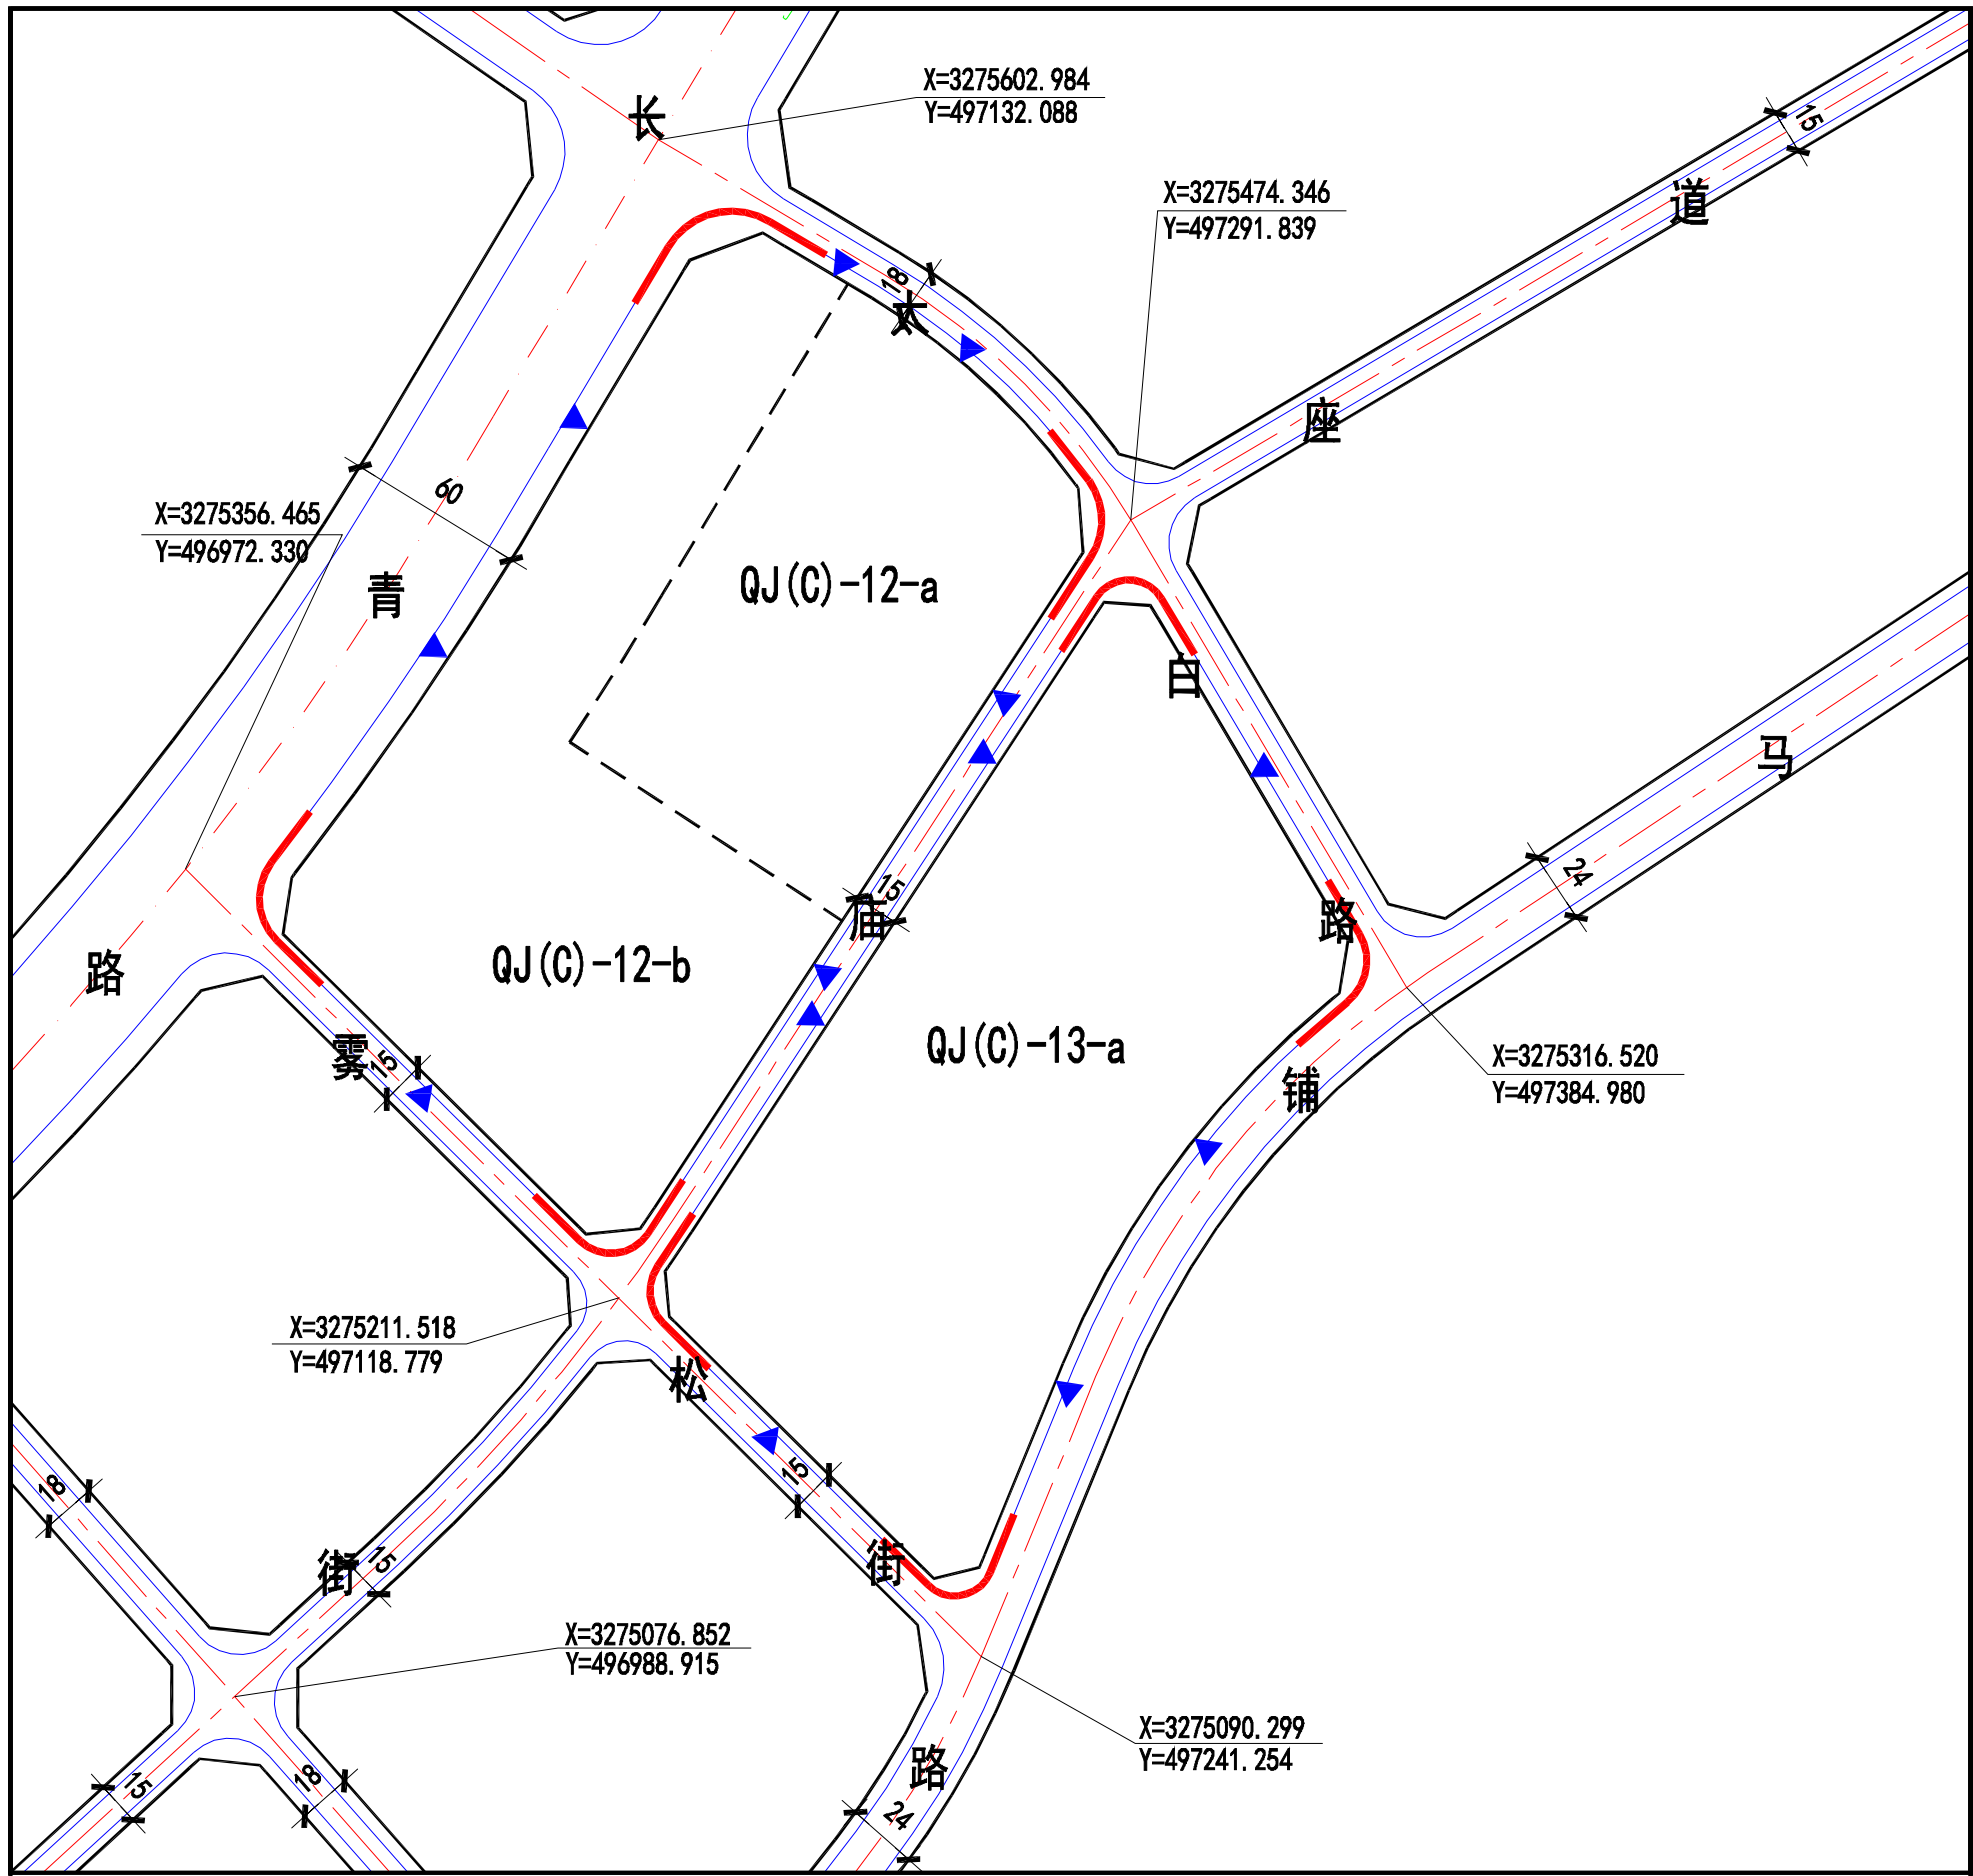 长
X=3275602.984
Y=497132.088
15
道
X=3275474.346
Y=497291.839
18
大
座
60
X=3275356.465
Y=496972.330
青
QJ(C)-12-a
白
马
15
24
庙
路
QJ(C)-12-b
路
QJ(C)-13-a
雾
15
X=3275316.520
Y=497384.980
铺
X=3275211.518
Y=497118.779
松
15
18
街
15
街
X=3275076.852
Y=496988.915
X=3275090.299
Y=497241.254
路
15
18
24